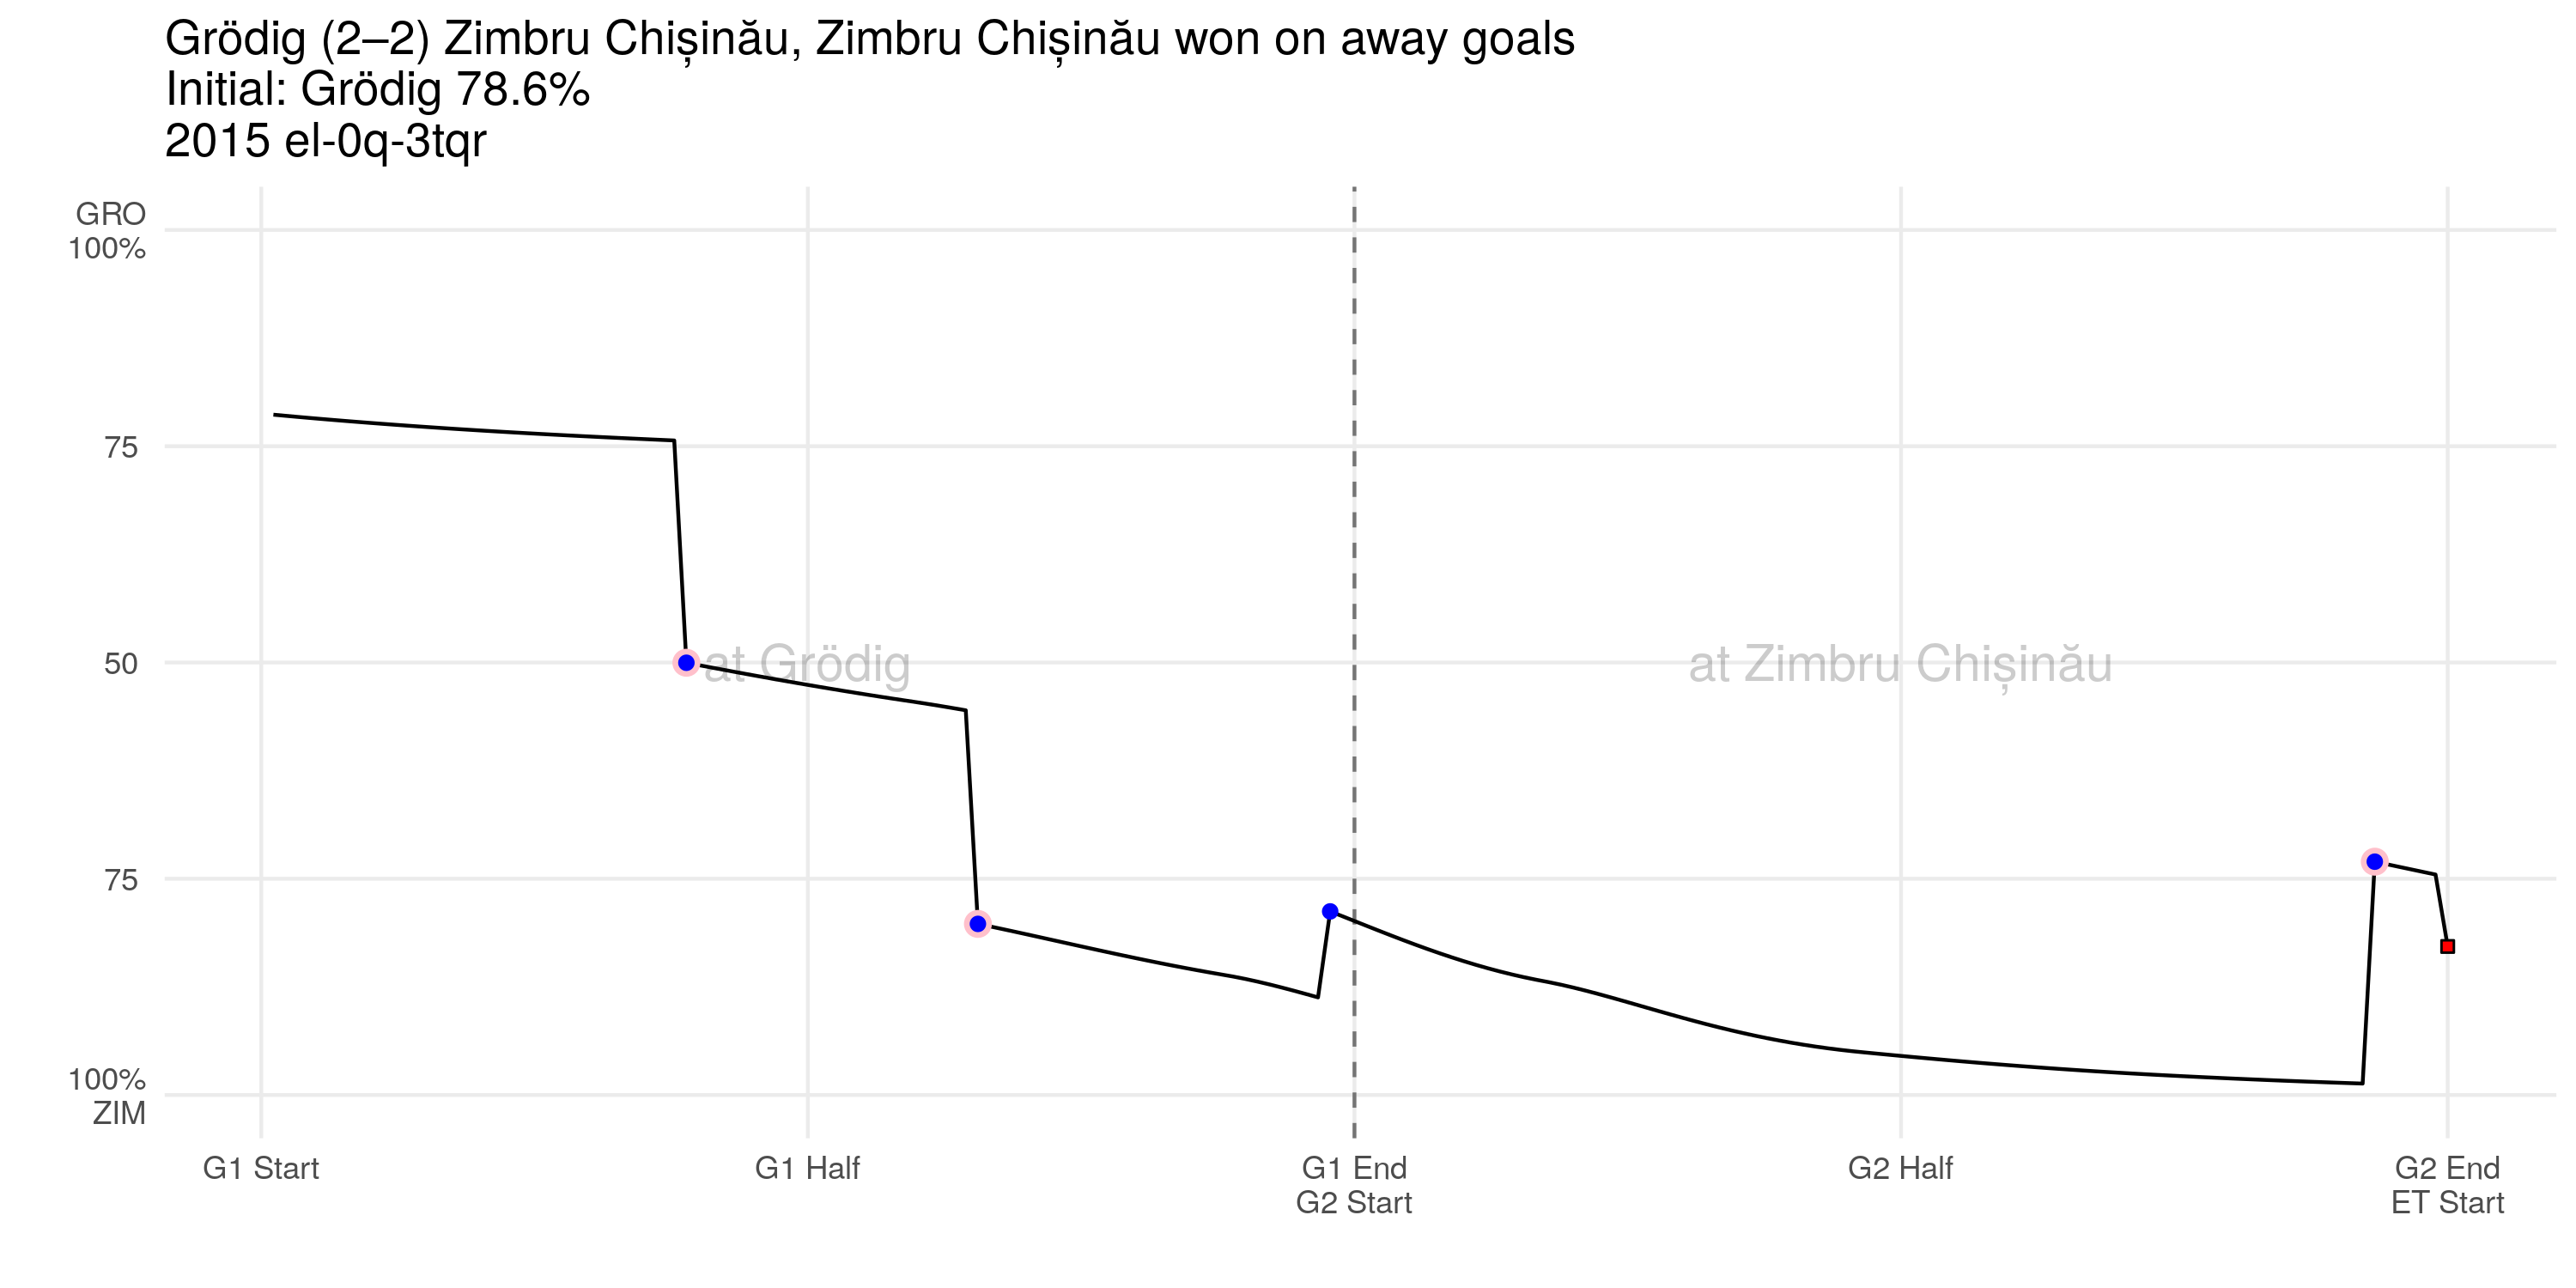 Grödig (2–2) Zimbru Chișinău, Zimbru Chișinău won on away goals
Initial: Grödig 78.6%
2015 el-0q-3tqr
GRO
100%
75
50
75
100%
ZIM
at Grödig
at Zimbru Chișinău
G1 Start
G1 Half
G1 End
G2 Start
G2 Half
G2 End
ET Start